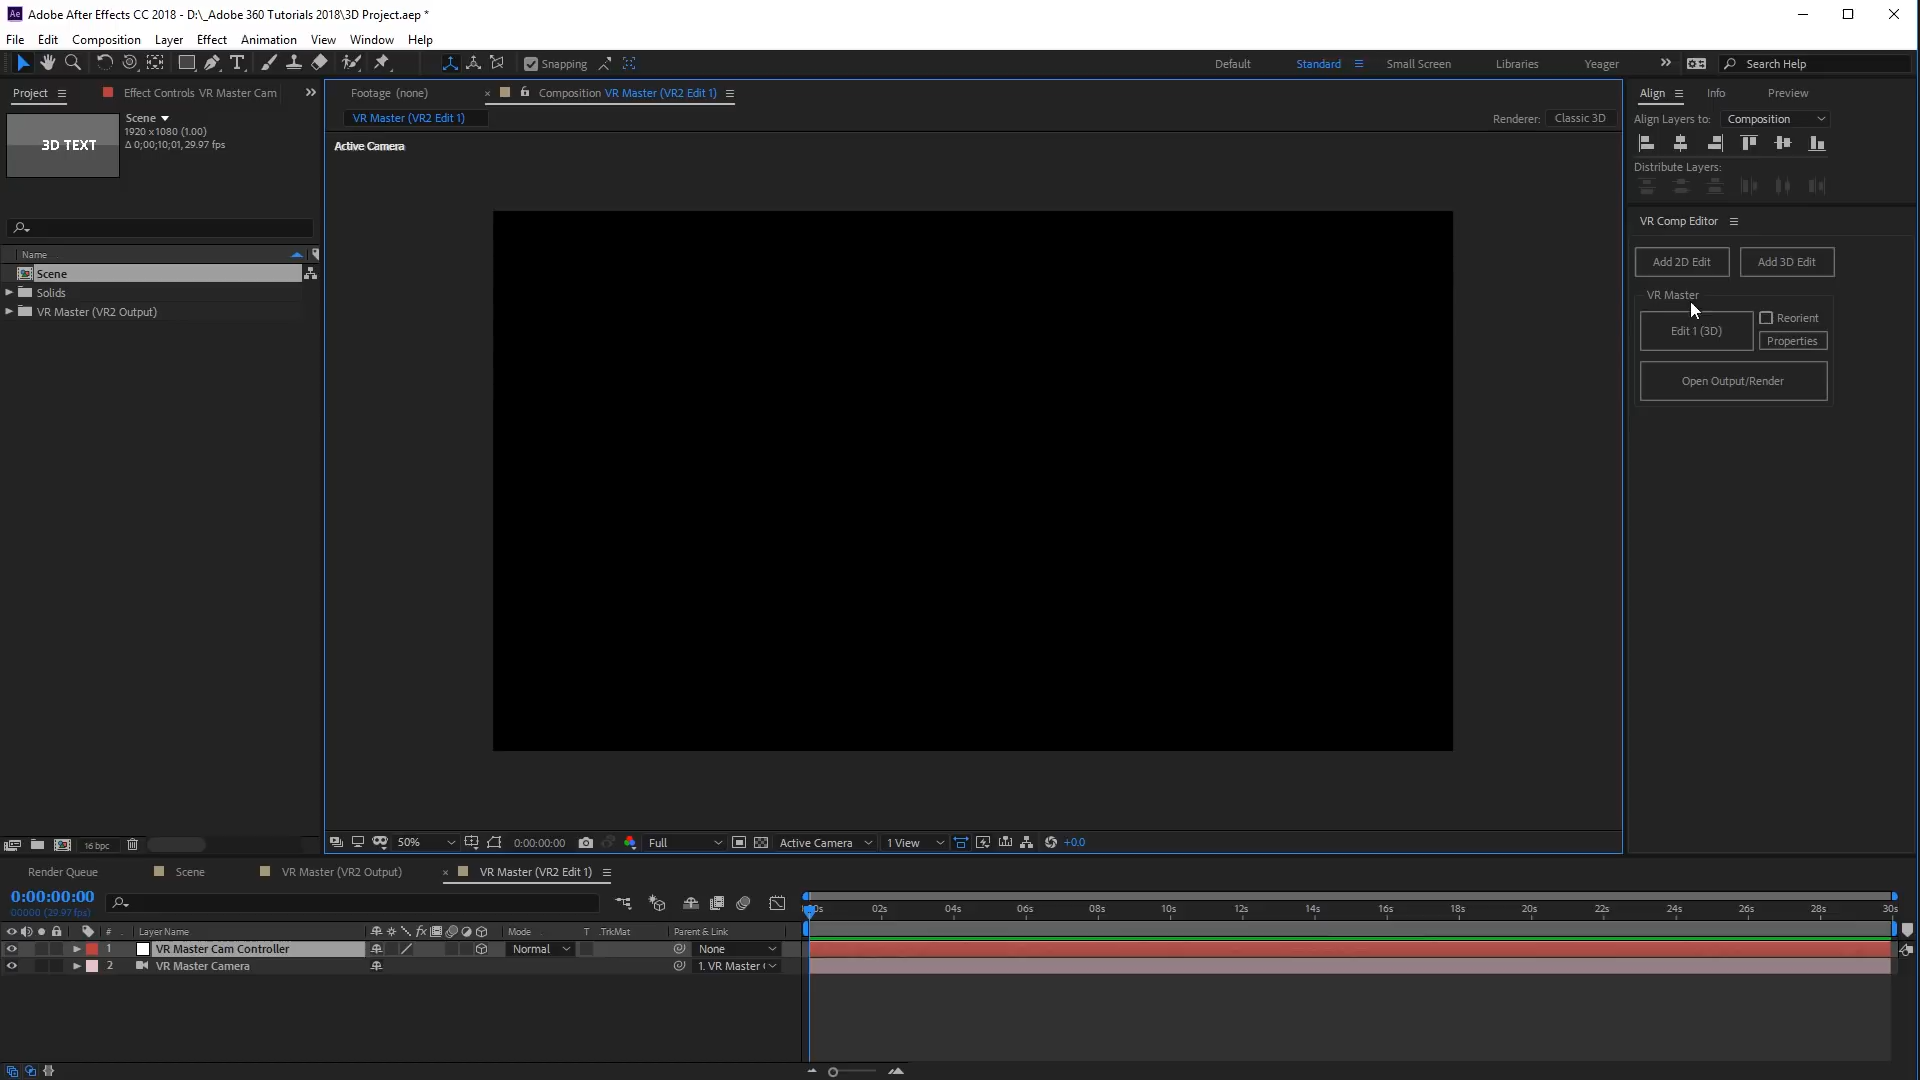 Adobe After Effects CC 2018 - D:\_Adobe 360 Tutorials 2018\3D Project.aep *
File Edit Composition Layer Effect Animation View Window Help
Snapping Default Standard Small Screen Libraries Yeager Search Help
Project Effect Controls VR Master Cam
Footage (none) Composition VR Master (VR2 Edit 1)
Align Info Preview
Scene
1920 x1080 (1.00)
Δ 0;00;10;01, 29.97 fps
3D TEXT
VR Master (VR2 Edit 1)
Renderer: Classic 3D
Align Layers to: Composition
Active Camera
Distribute Layers:
VR Comp Editor
Name
Scene
Solids
VR Master (VR2 Output)
Add 2D Edit Add 3D Edit
VR Master
Edit 1 (3D) Reorient
Properties
Open Output/Render
16 bpc
50% 0:00:00:00 Full Active Camera 1 View +0.0
Render Queue Scene VR Master (VR2 Output) VR Master (VR2 Edit 1)
0:00:00:00
00000 (29.97 fps)
02s 04s 06s 08s 10s 12s 14s 16s 18s 20s 22s 24s 26s 28s 30s
# Layer Name Mode T .TrkMat Parent & Link
1 VR Master Cam Controller Normal None
2 VR Master Camera 1. VR Master (